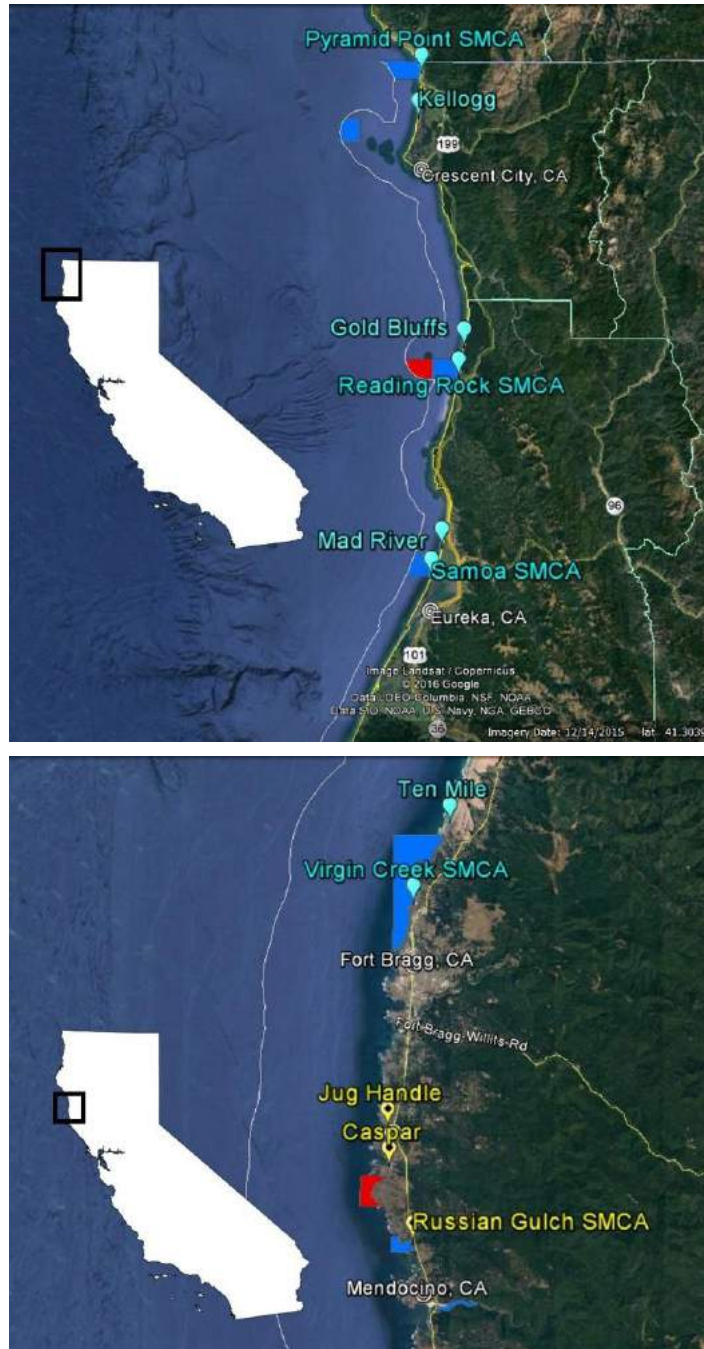 Pyramid Point SMCA
Kellogg
199
Crescent City, CA
Gold Bluffs
Reading Rock SMCA
96
Mad River
Samoa SMCA
Eureka, CA
101
Image Landsat / Copernicus
© 2016 Google
Data LDEO-Columbia, NSF, NOAA
Data SIO, NOAA, U.S. Navy, NGA, GEBCO
36
Imagery Date: 12/14/2015 lat 41.3039
Ten Mile
Virgin Creek SMCA
Fort Bragg, CA
Fort Bragg-Willits-Rd
Jug Handle
Caspar
Russian Gulch SMCA
Mendocino, CA